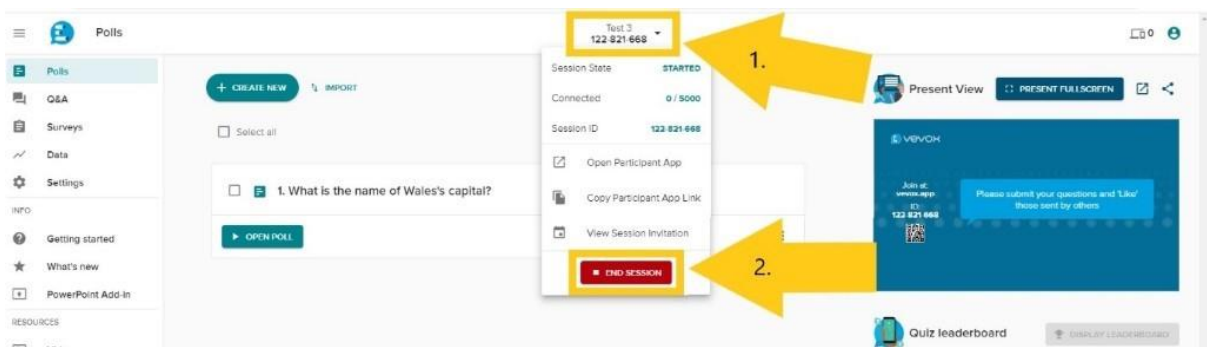 Polls
Test 3
122-821-668
0
1.
Polls
Q&A
Surveys
Data
Settings
INFO
Getting started
What's new
PowerPoint Add-in
RESOURCES
+ CREATE NEW
IMPORT
Select all
1. What is the name of Wales's capital?
OPEN POLL
Session State STARTED
Connected 0 / 5000
Session ID 122-821-668
Open Participant App
Copy Participant App Link
View Session Invitation
END SESSION
2.
Present View
PRESENT FULLSCREEN
VEVOX
Join at:
vevox.app
ID:
122-821-668
Please submit your questions and 'Like'
those sent by others
Quiz leaderboard
DISPLAY LEADERBOARD